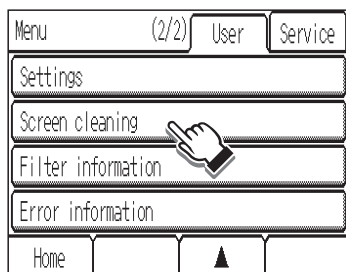 Menu (2/2) User Service
Settings
Screen cleaning
Filter information
Error information
Home ▲